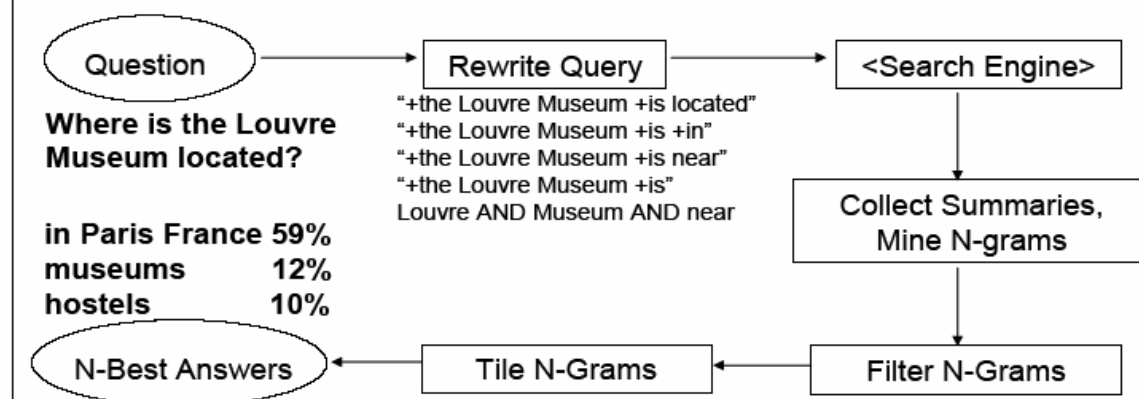 Question
Rewrite Query
<Search Engine>
Where is the Louvre
Museum located?
“+the Louvre Museum +is located”
“+the Louvre Museum +is +in”
“+the Louvre Museum +is near”
“+the Louvre Museum +is”
Louvre AND Museum AND near
Collect Summaries,
Mine N-grams
in Paris France 59%
museums 12%
hostels 10%
N-Best Answers
Tile N-Grams
Filter N-Grams